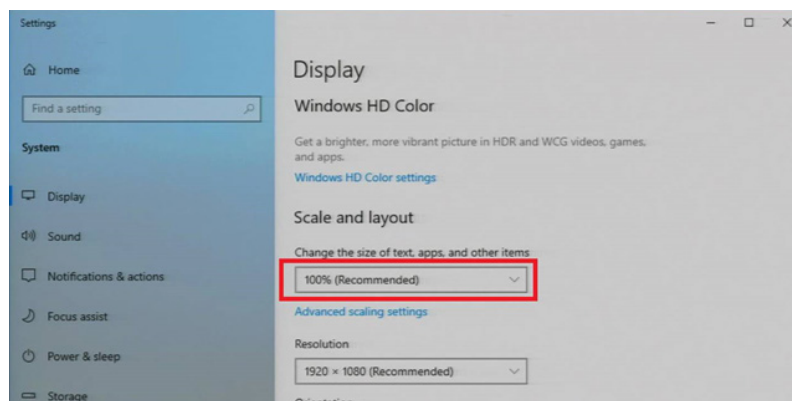 Settings
Home
Find a setting
System
Display
Sound
Notifications & actions
Focus assist
Power & sleep
Storage
Display
Windows HD Color
Get a brighter, more vibrant picture in HDR and WCG videos, games,
and apps.
Windows HD Color settings
Scale and layout
Change the size of text, apps, and other items
100% (Recommended)
Advanced scaling settings
Resolution
1920 × 1080 (Recommended)